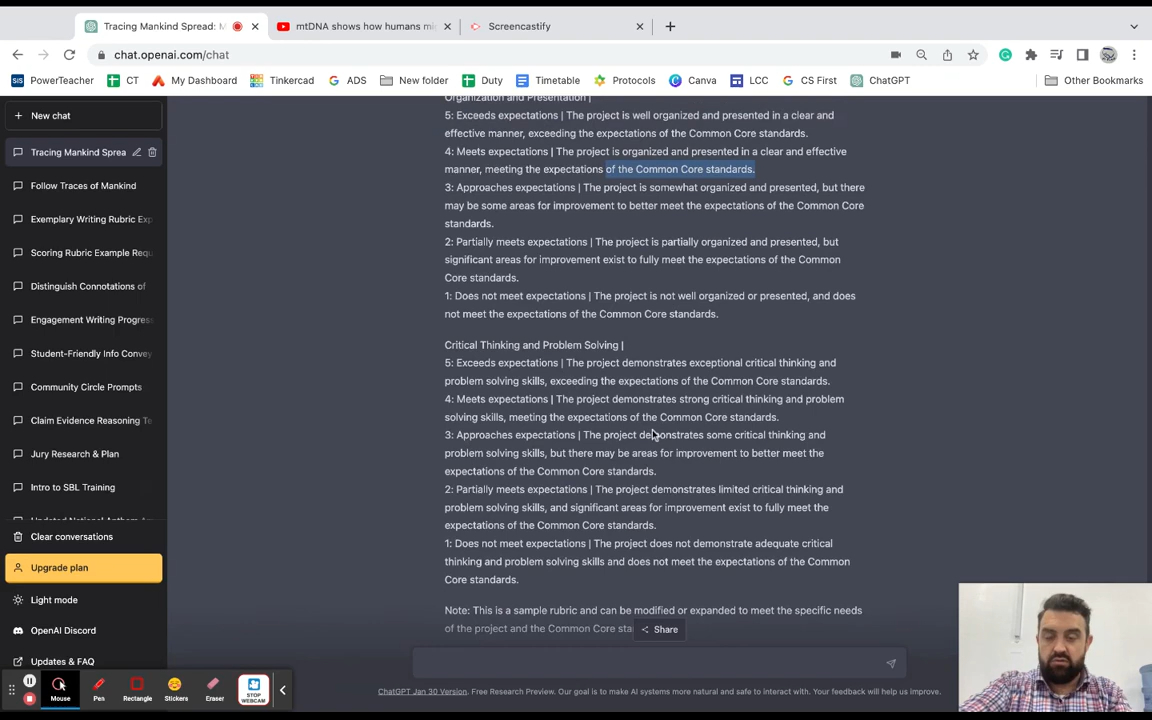 Tracing Mankind Spread: M
mtDNA shows how humans mi
Screencastify
chat.openai.com/chat
PowerTeacher
CT
My Dashboard
Tinkercad
ADS
New folder
Duty
Timetable
Protocols
Canva
LCC
CS First
ChatGPT
Other Bookmarks
New chat
Tracing Mankind Sprea
Follow Traces of Mankind
Exemplary Writing Rubric Exp
Scoring Rubric Example Requ
Distinguish Connotations of
Engagement Writing Progress
Student-Friendly Info Convey
Community Circle Prompts
Claim Evidence Reasoning Te
Jury Research & Plan
Intro to SBL Training
Updated National Anthem
Clear conversations
Upgrade plan
Light mode
OpenAI Discord
Updates & FAQ
Organization and Presentation |
5: Exceeds expectations | The project is well organized and presented in a clear and
effective manner, exceeding the expectations of the Common Core standards.
4: Meets expectations | The project is organized and presented in a clear and effective
manner, meeting the expectations of the Common Core standards.
3: Approaches expectations | The project is somewhat organized and presented, but there
may be some areas for improvement to better meet the expectations of the Common Core
standards.
2: Partially meets expectations | The project is partially organized and presented, but
significant areas for improvement exist to fully meet the expectations of the Common
Core standards.
1: Does not meet expectations | The project is not well organized or presented, and does
not meet the expectations of the Common Core standards.
Critical Thinking and Problem Solving |
5: Exceeds expectations | The project demonstrates exceptional critical thinking and
problem solving skills, exceeding the expectations of the Common Core standards.
4: Meets expectations | The project demonstrates strong critical thinking and problem
solving skills, meeting the expectations of the Common Core standards.
3: Approaches expectations | The project demonstrates some critical thinking and
problem solving skills, but there may be areas for improvement to better meet the
expectations of the Common Core standards.
2: Partially meets expectations | The project demonstrates limited critical thinking and
problem solving skills, and significant areas for improvement exist to fully meet the
expectations of the Common Core standards.
1: Does not meet expectations | The project does not demonstrate adequate critical
thinking and problem solving skills and does not meet the expectations of the Common
Core standards.
Note: This is a sample rubric and can be modified or expanded to meet the specific needs
of the project and the Common Core sta
Share
ChatGPT Jan 30 Version. Free Research Preview. Our goal is to make AI systems more natural and safe to interact with. Your feedback will help us improve.
Mouse
Pen
Rectangle
Stickers
Eraser
STOP
WEBCAM